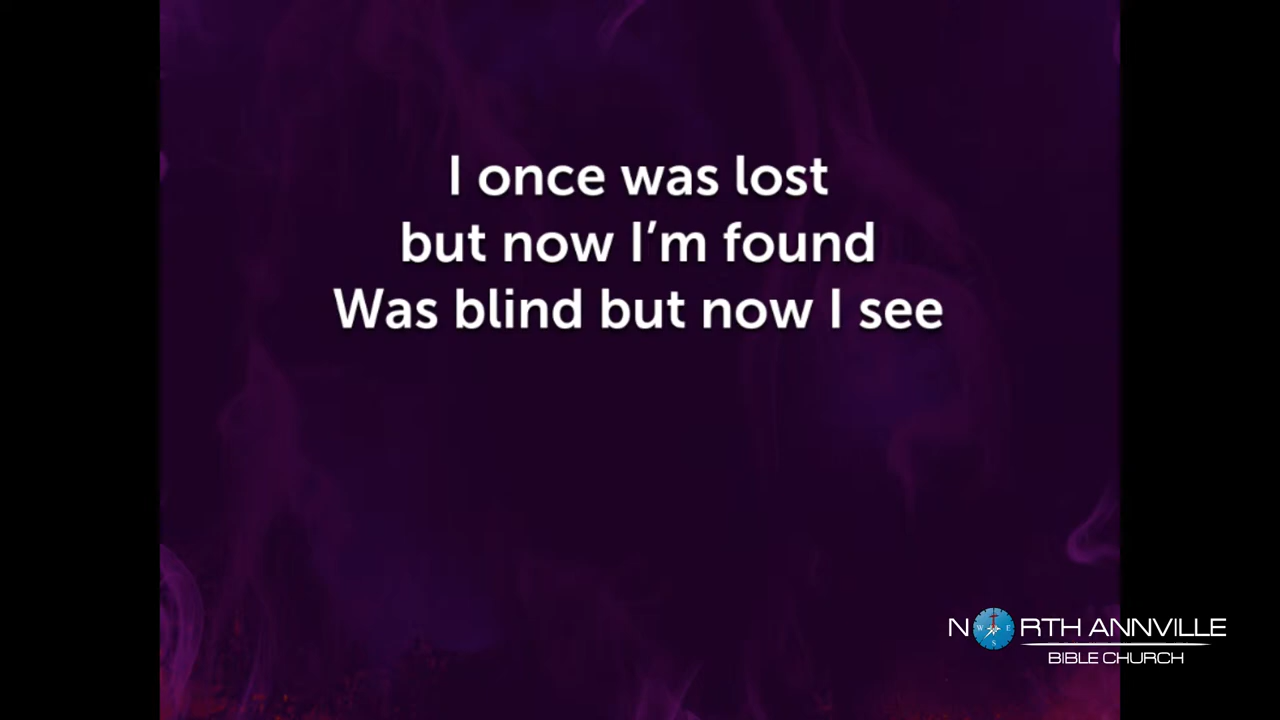 I once was lost
but now I'm found
Was blind but now I see
NORTH ANNVILLE
BIBLE CHURCH